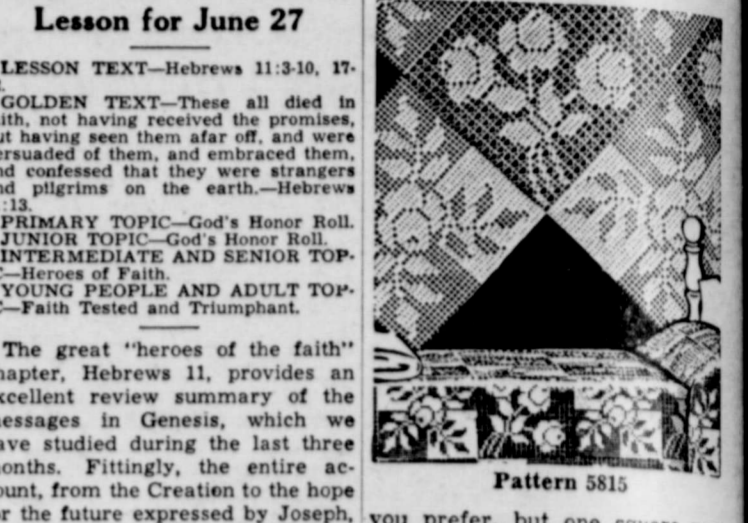 Lesson for June 27
LESSON TEXT—Hebrews 11:3-10, 17-
GOLDEN TEXT—These all died in
ith, not having received the promises,
ut having seen them afar off, and were
ersuaded of them, and embraced them,
nd confessed that they were strangers
nd pilgrims on the earth.—Hebrews
:13.
PRIMARY TOPIC—God's Honor Roll.
JUNIOR TOPIC—God's Honor Roll.
INTERMEDIATE AND SENIOR TOP-
C—Heroes of Faith.
YOUNG PEOPLE AND ADULT TOP-
C—Faith Tested and Triumphant.
The great "heroes of the faith"
hapter, Hebrews 11, provides an
xcellent review summary of the
essages in Genesis, which we
ave studied during the last three
onths. Fittingly, the entire ac-
ount, from the Creation to the hope
r the future expressed by Joseph,
Pattern 5815
you prefer, but one square